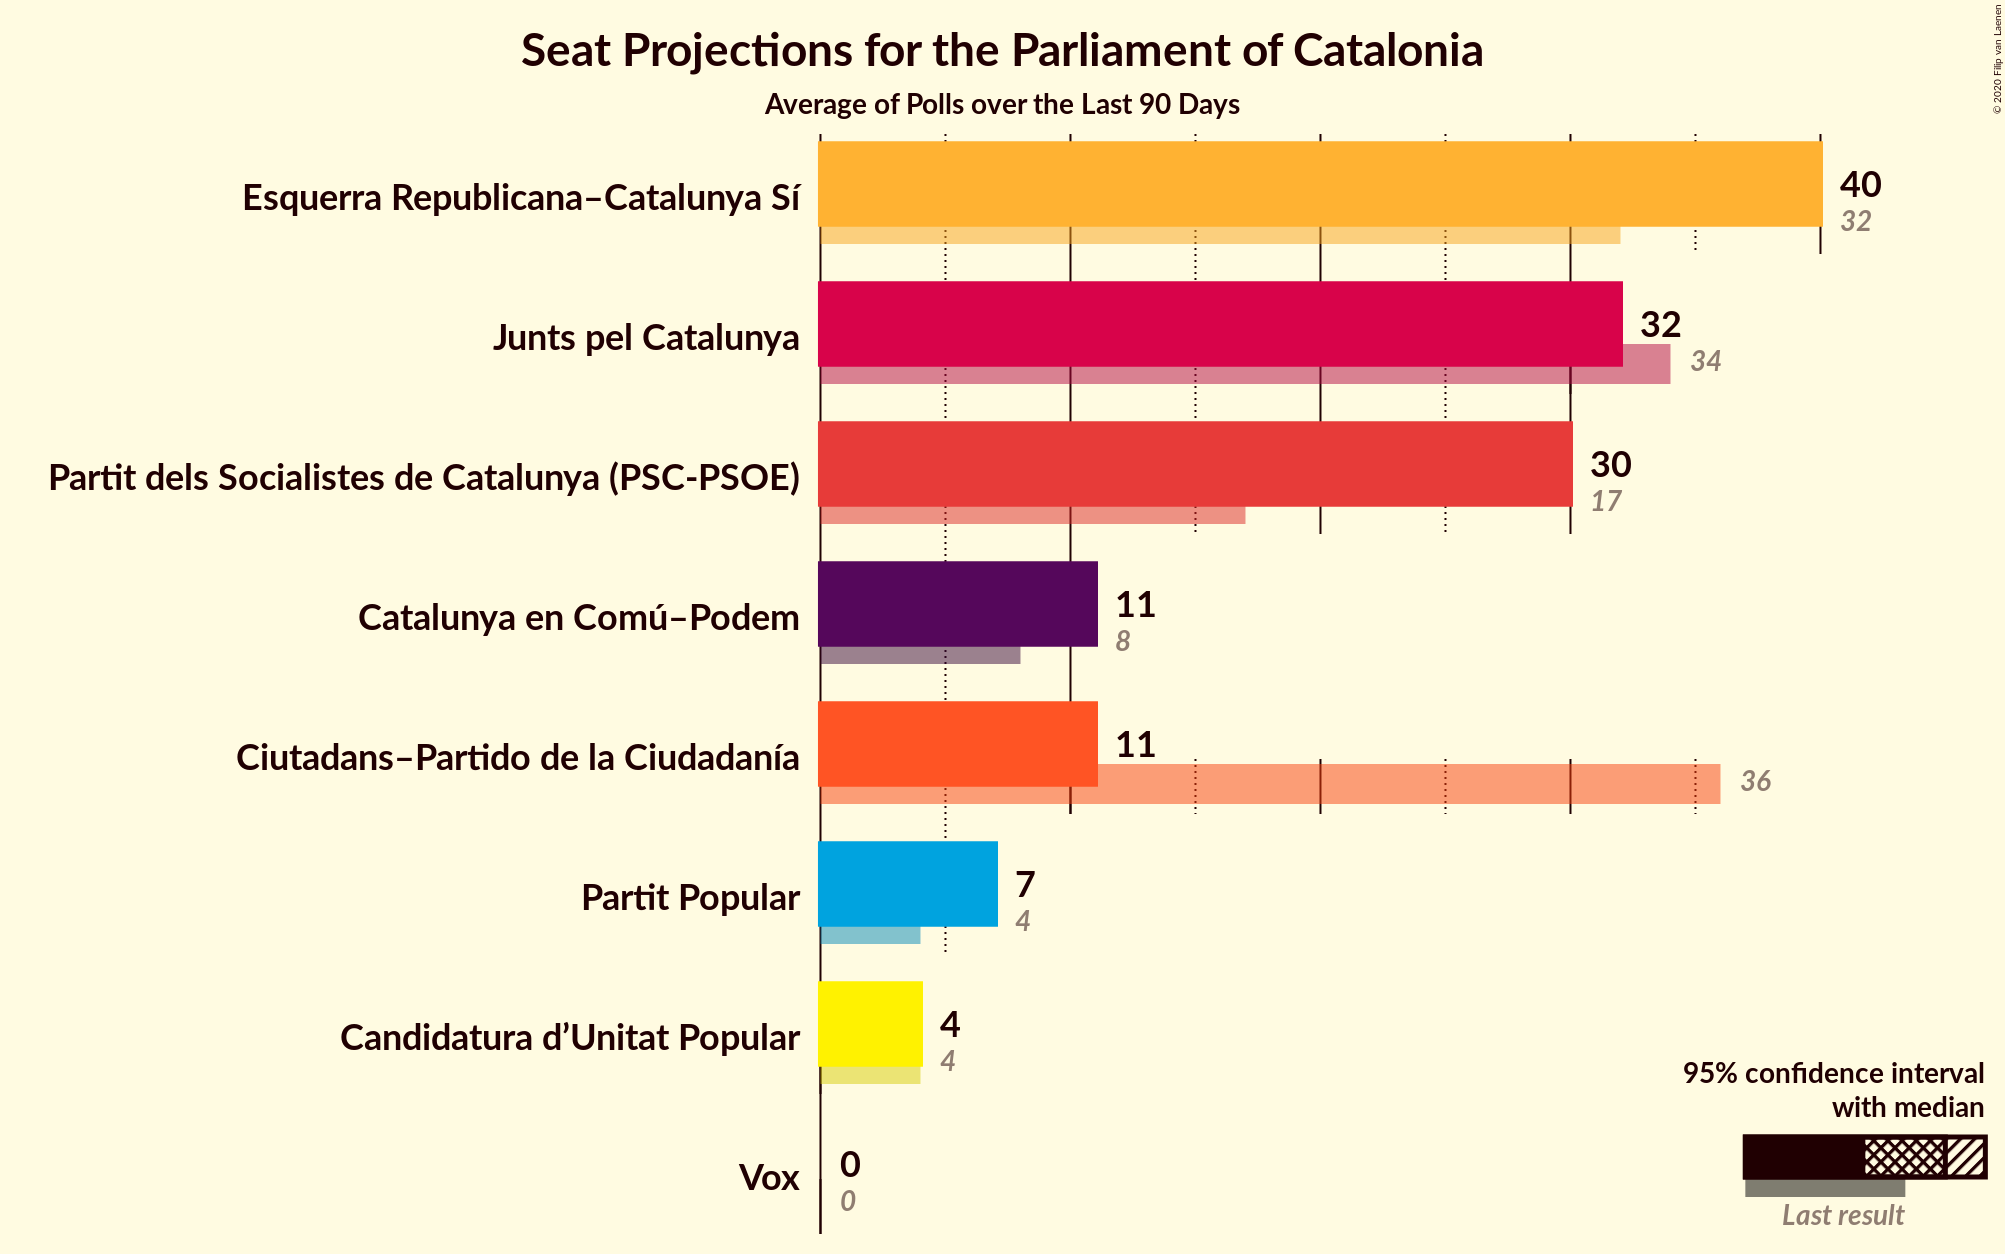 Seat Projections for the Parliament of Catalonia
Average of Polls over the Last 90 Days
© 2020 Filip van Laenen
Esquerra Republicana–Catalunya Sí
40
32
Junts pel Catalunya
32
34
Partit dels Socialistes de Catalunya (PSC-PSOE)
30
17
Catalunya en Comú–Podem
11
8
Ciutadans–Partido de la Ciudadanía
11
36
Partit Popular
7
4
Candidatura d’Unitat Popular
4
4
Vox
0
0
95% confidence interval
with median
Last result